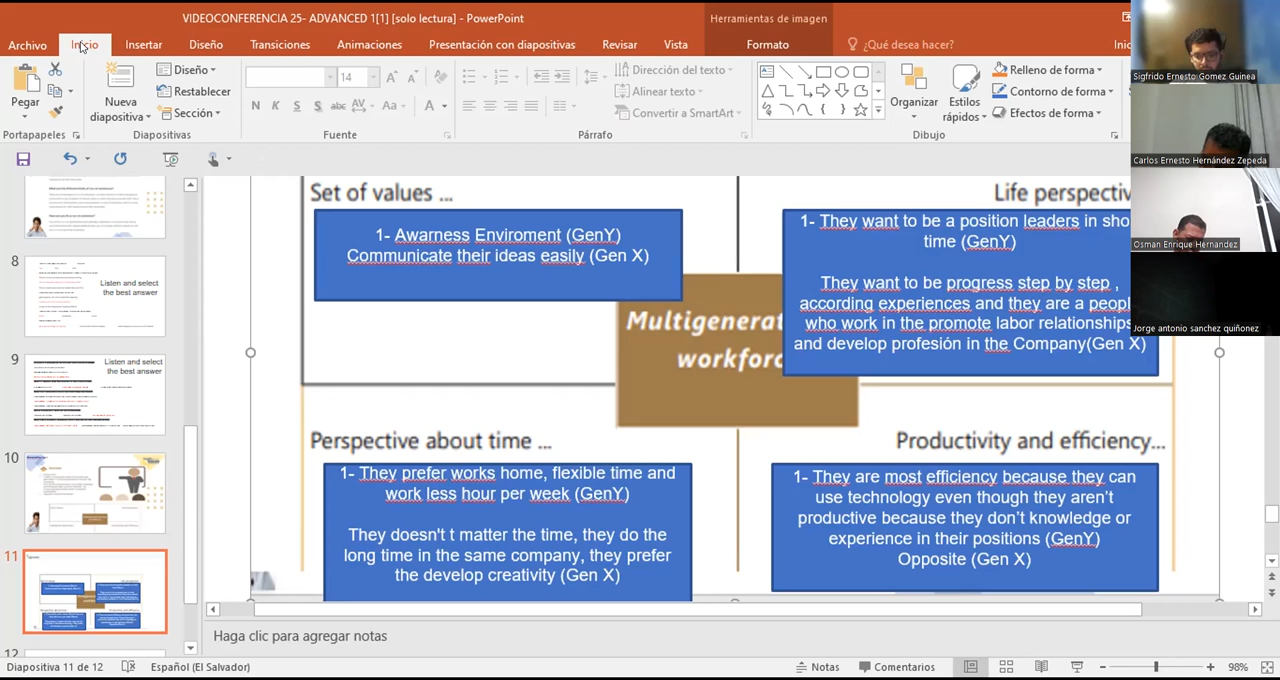 VIDEOCONFERENCIA 25- ADVANCED 1[1] [solo lectura] - PowerPoint
Herramientas de imagen
Archivo
Inicio
Insertar
Diseño
Transiciones
Animaciones
Presentación con diapositivas
Revisar
Vista
Formato
¿Qué desea hacer?
Inic
Pegar
Nueva
diapositiva
Diseño
Restablecer
Sección
14
Dirección del texto
Alinear texto
Convertir a SmartArt
Organizar
Estilos
rápidos
Relleno de forma
Contorno de forma
Efectos de forma
Portapapeles
Diapositivas
Fuente
Párrafo
Dibujo
Sigfrido Ernesto Gomez Guinea
Carlos Ernesto Hernández Zepeda
Osman Enrique Hernandez
Jorge antonio sanchez quiñonez
8
Listen and select
the best answer
9
Listen and select
the best answer
10
11
12
Set of values ...
1- Awarness Enviroment (GenY)
Communicate their ideas easily (Gen X)
Life perspectiv
1- They want to be a position leaders in sho
time (GenY)
They want to be progress step by step ,
according experiences and they are a peopl
who work in the promote labor relationships
and develop profesión in the Company(Gen X)
Multigenerat
workforc
Perspective about time ...
1- They prefer works home, flexible time and
work less hour per week (GenY)
They doesn't t matter the time, they do the
long time in the same company, they prefer
the develop creativity (Gen X)
Productivity and efficiency...
1- They are most efficiency because they can
use technology even though they aren't
productive because they don't knowledge or
experience in their positions (GenY)
Opposite (Gen X)
Haga clic para agregar notas
Diapositiva 11 de 12
Español (El Salvador)
Notas
Comentarios
98%